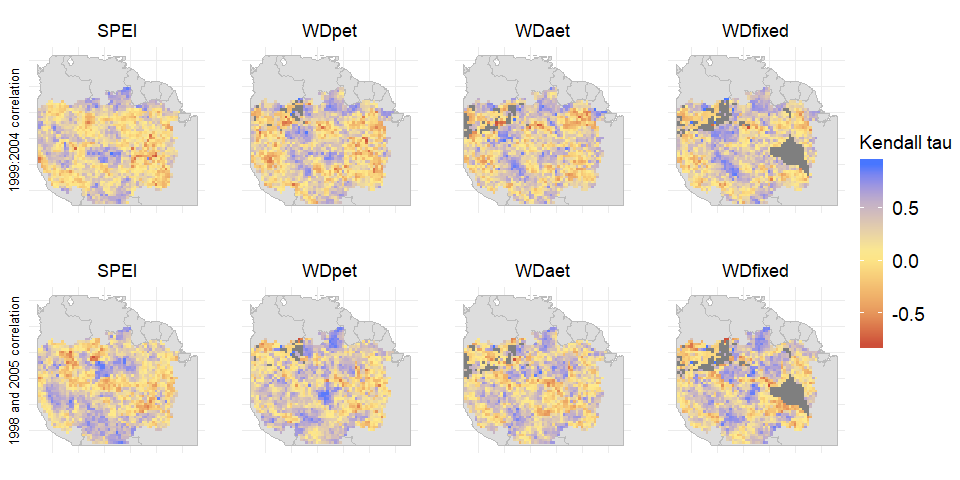 SPEI WDpet WDaet WDfixed
1999:2004 correlation
Kendall tau
0.5
0.0
-0.5
SPEI WDpet WDaet WDfixed
1998 and 2005 correlation